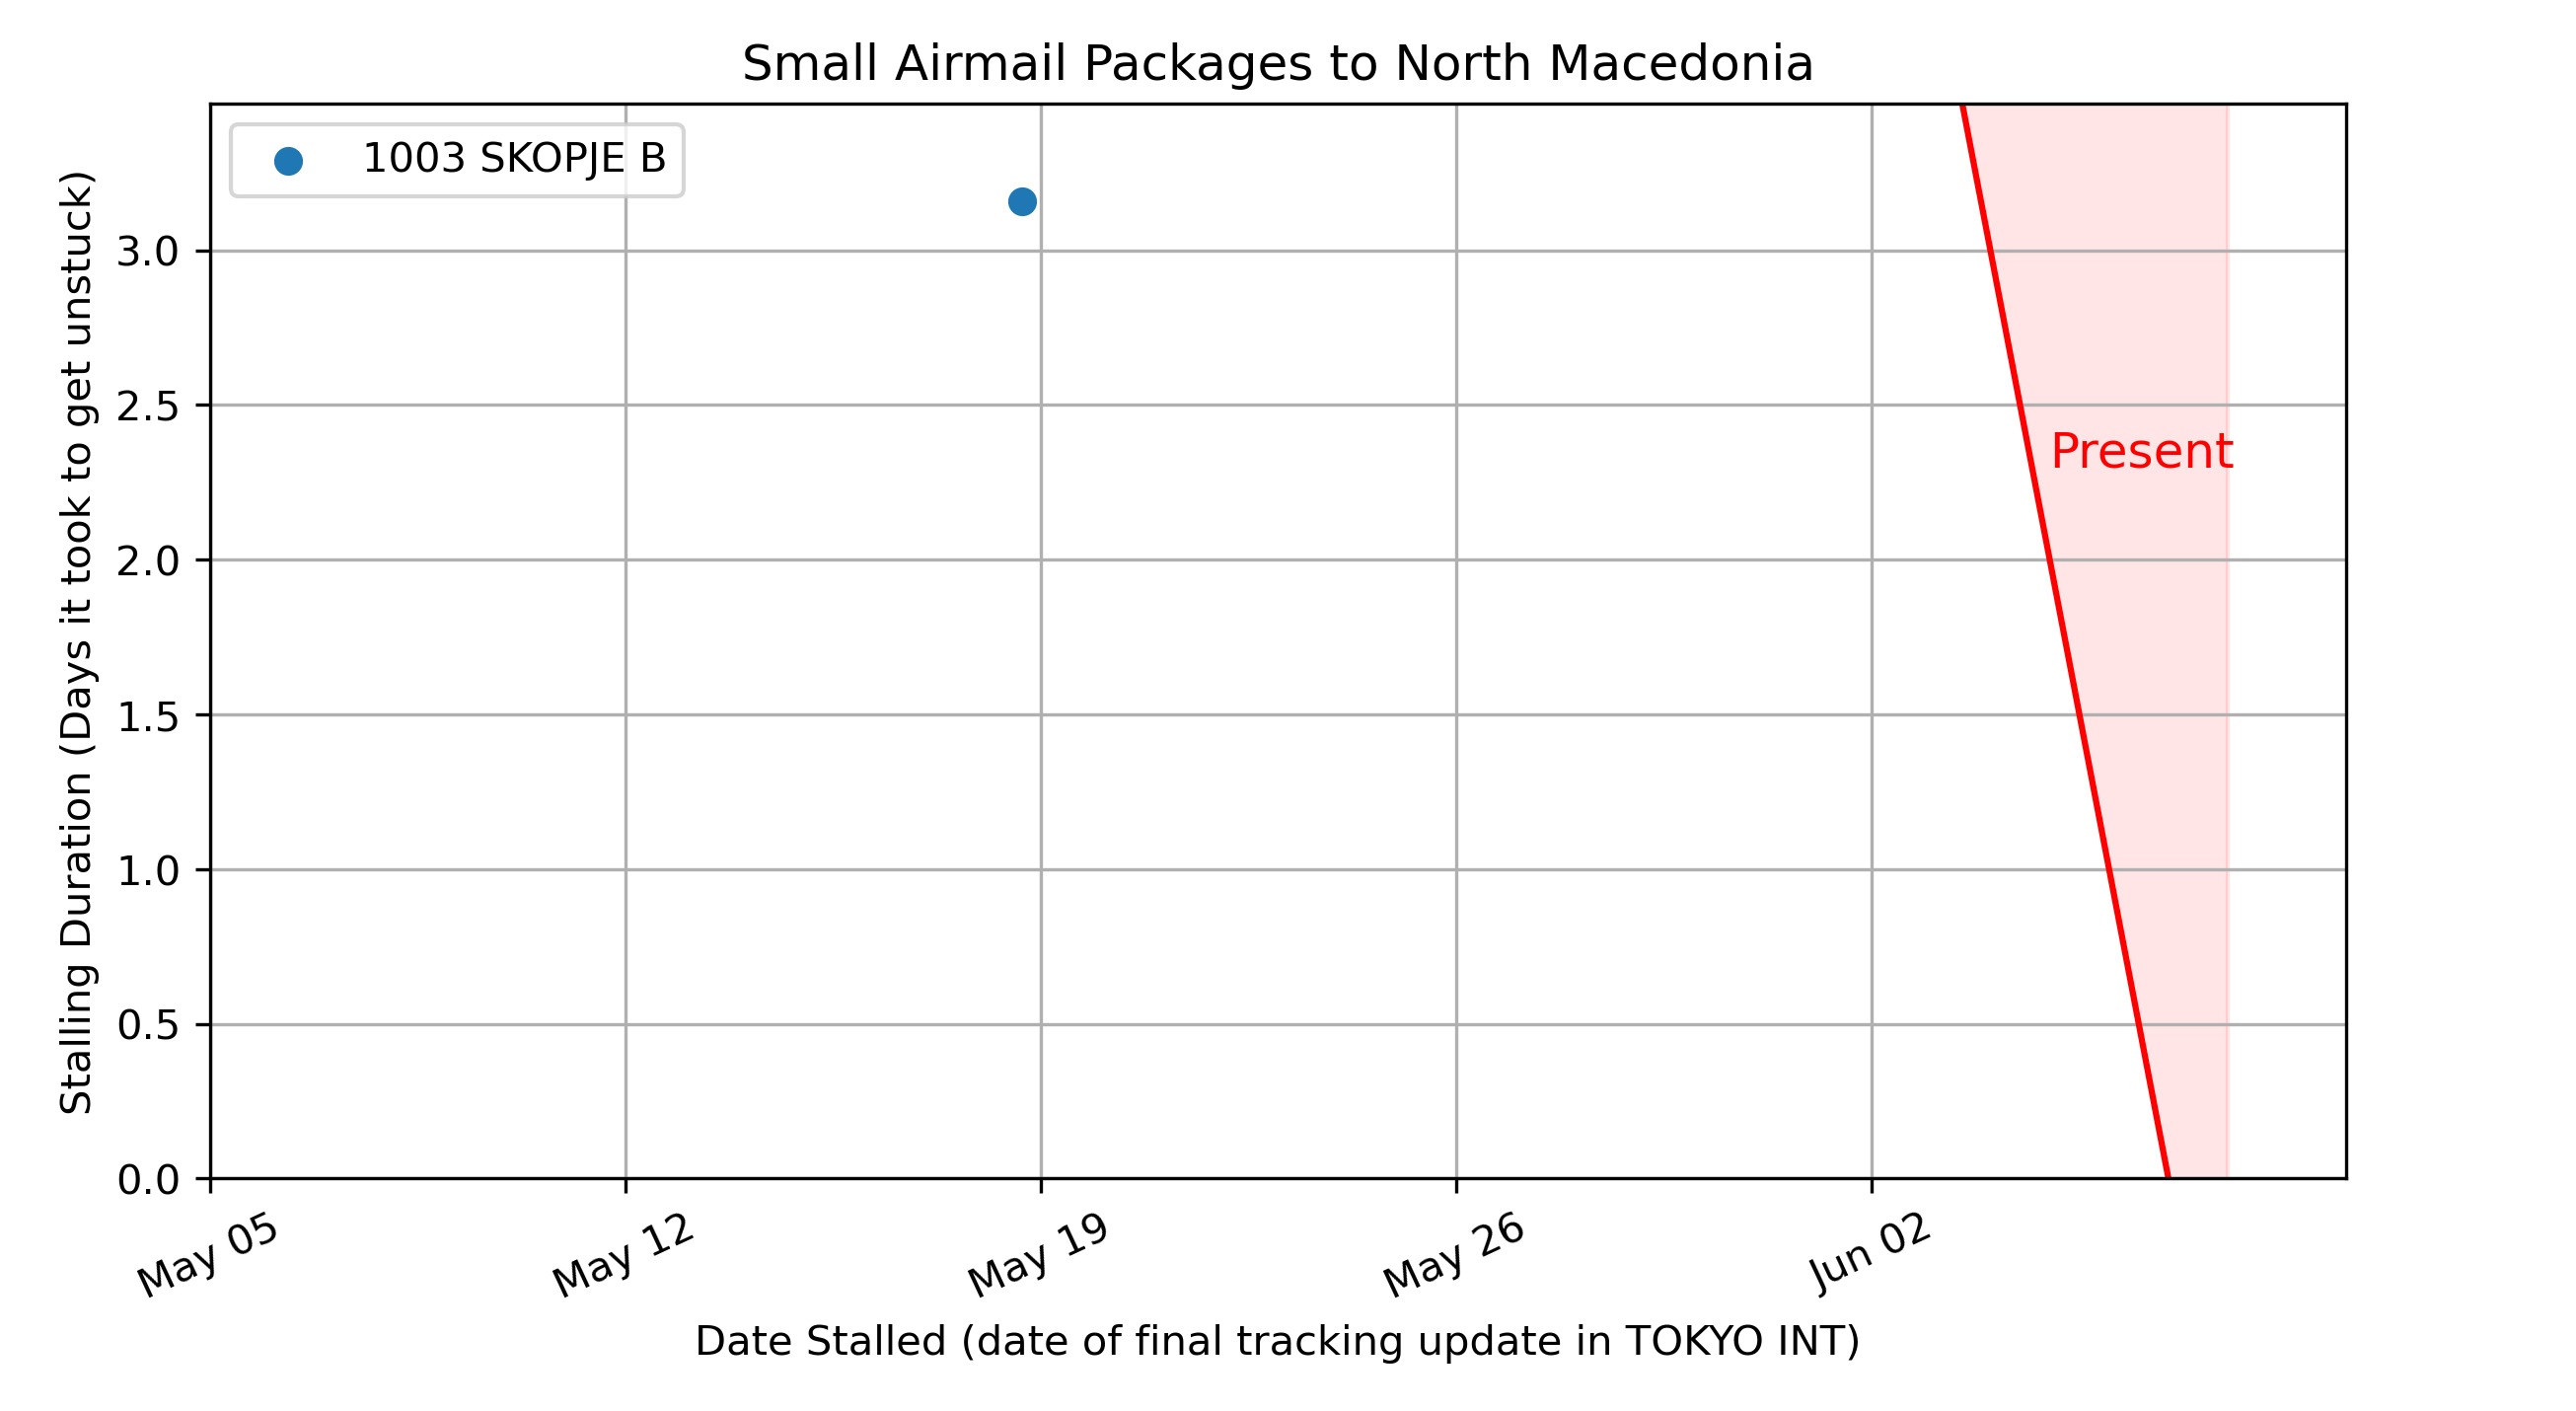 Small Airmail Packages to North Macedonia
1003 SKOPJE B
Stalling Duration (Days it took to get unstuck)
3.0
2.5
2.0
1.5
1.0
0.5
0.0
Present
May 05
May 12
May 19
May 26
Jun 02
Date Stalled (date of final tracking update in TOKYO INT)